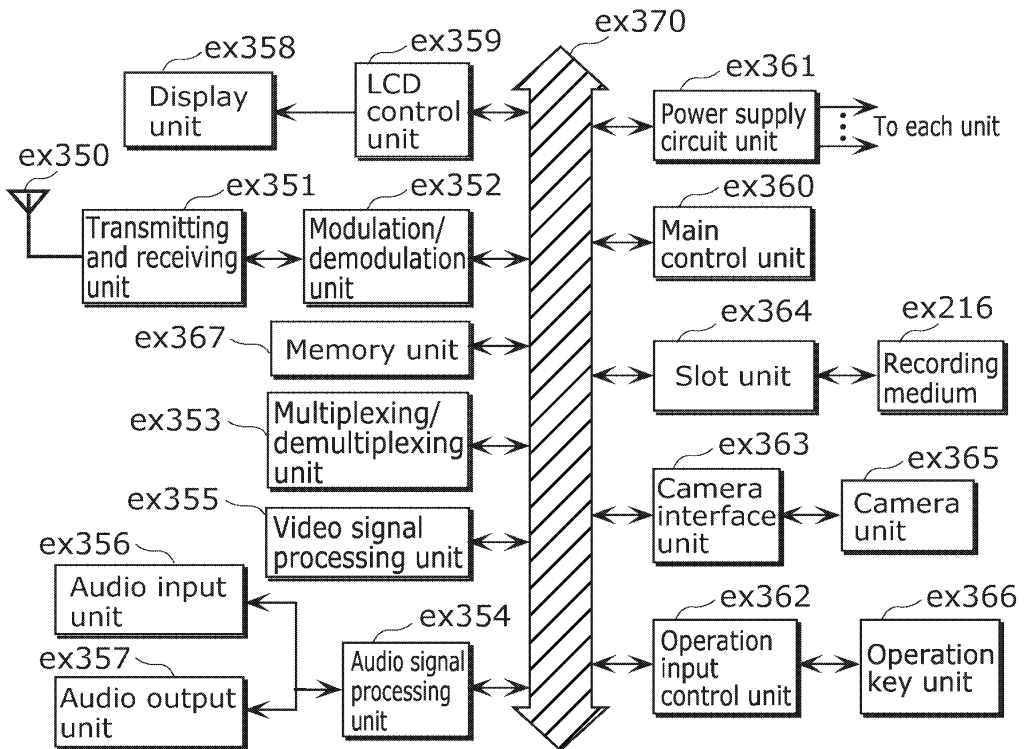 ex358
Display
unit
ex359
LCD
control
unit
ex370
ex361
Power supply
circuit unit
To each unit
ex350
ex351
Transmitting
and receiving
unit
ex352
Modulation/
demodulation
unit
ex360
Main
control unit
ex367
Memory unit
ex364
Slot unit
ex216
Recording
medium
ex353
Multiplexing/
demultiplexing
unit
ex363
Camera
interface
unit
ex365
Camera
unit
ex355
Video signal
processing unit
ex356
Audio input
unit
ex357
Audio output
unit
ex354
Audio signal
processing
unit
ex362
Operation
input
control unit
ex366
Operation
key unit